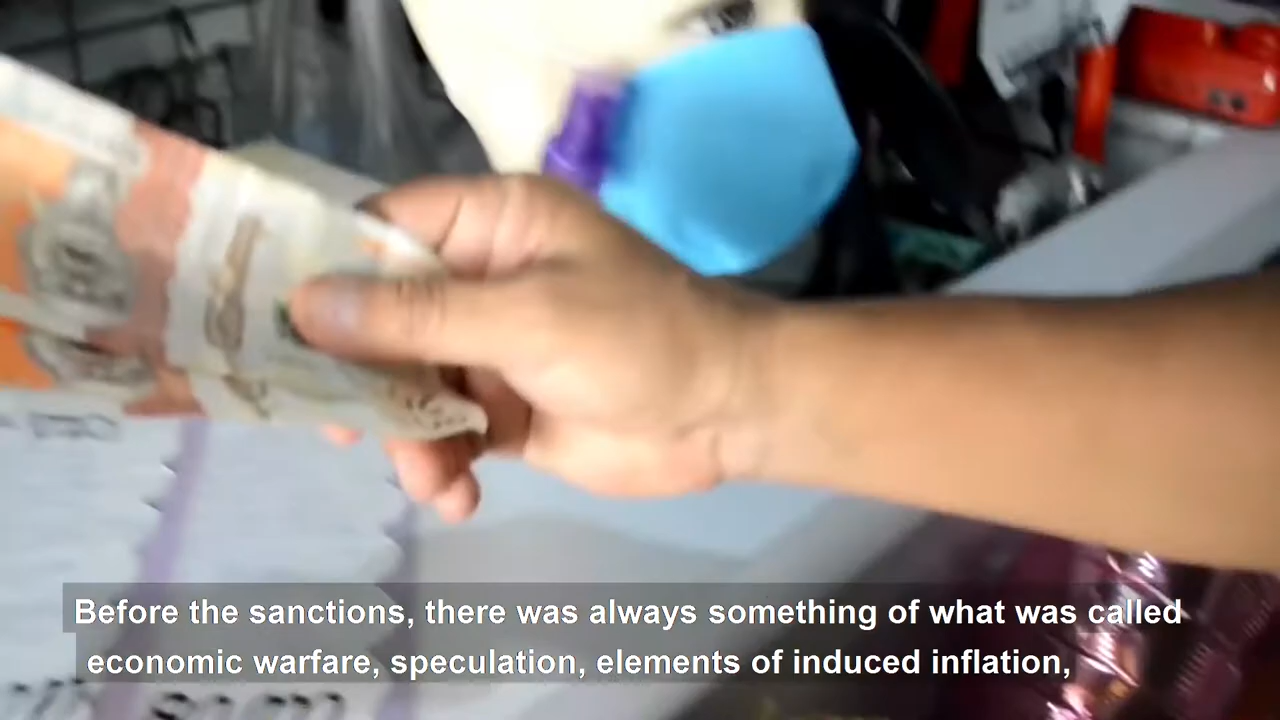 Before the sanctions, there was always something of what was called
economic warfare, speculation, elements of induced inflation,